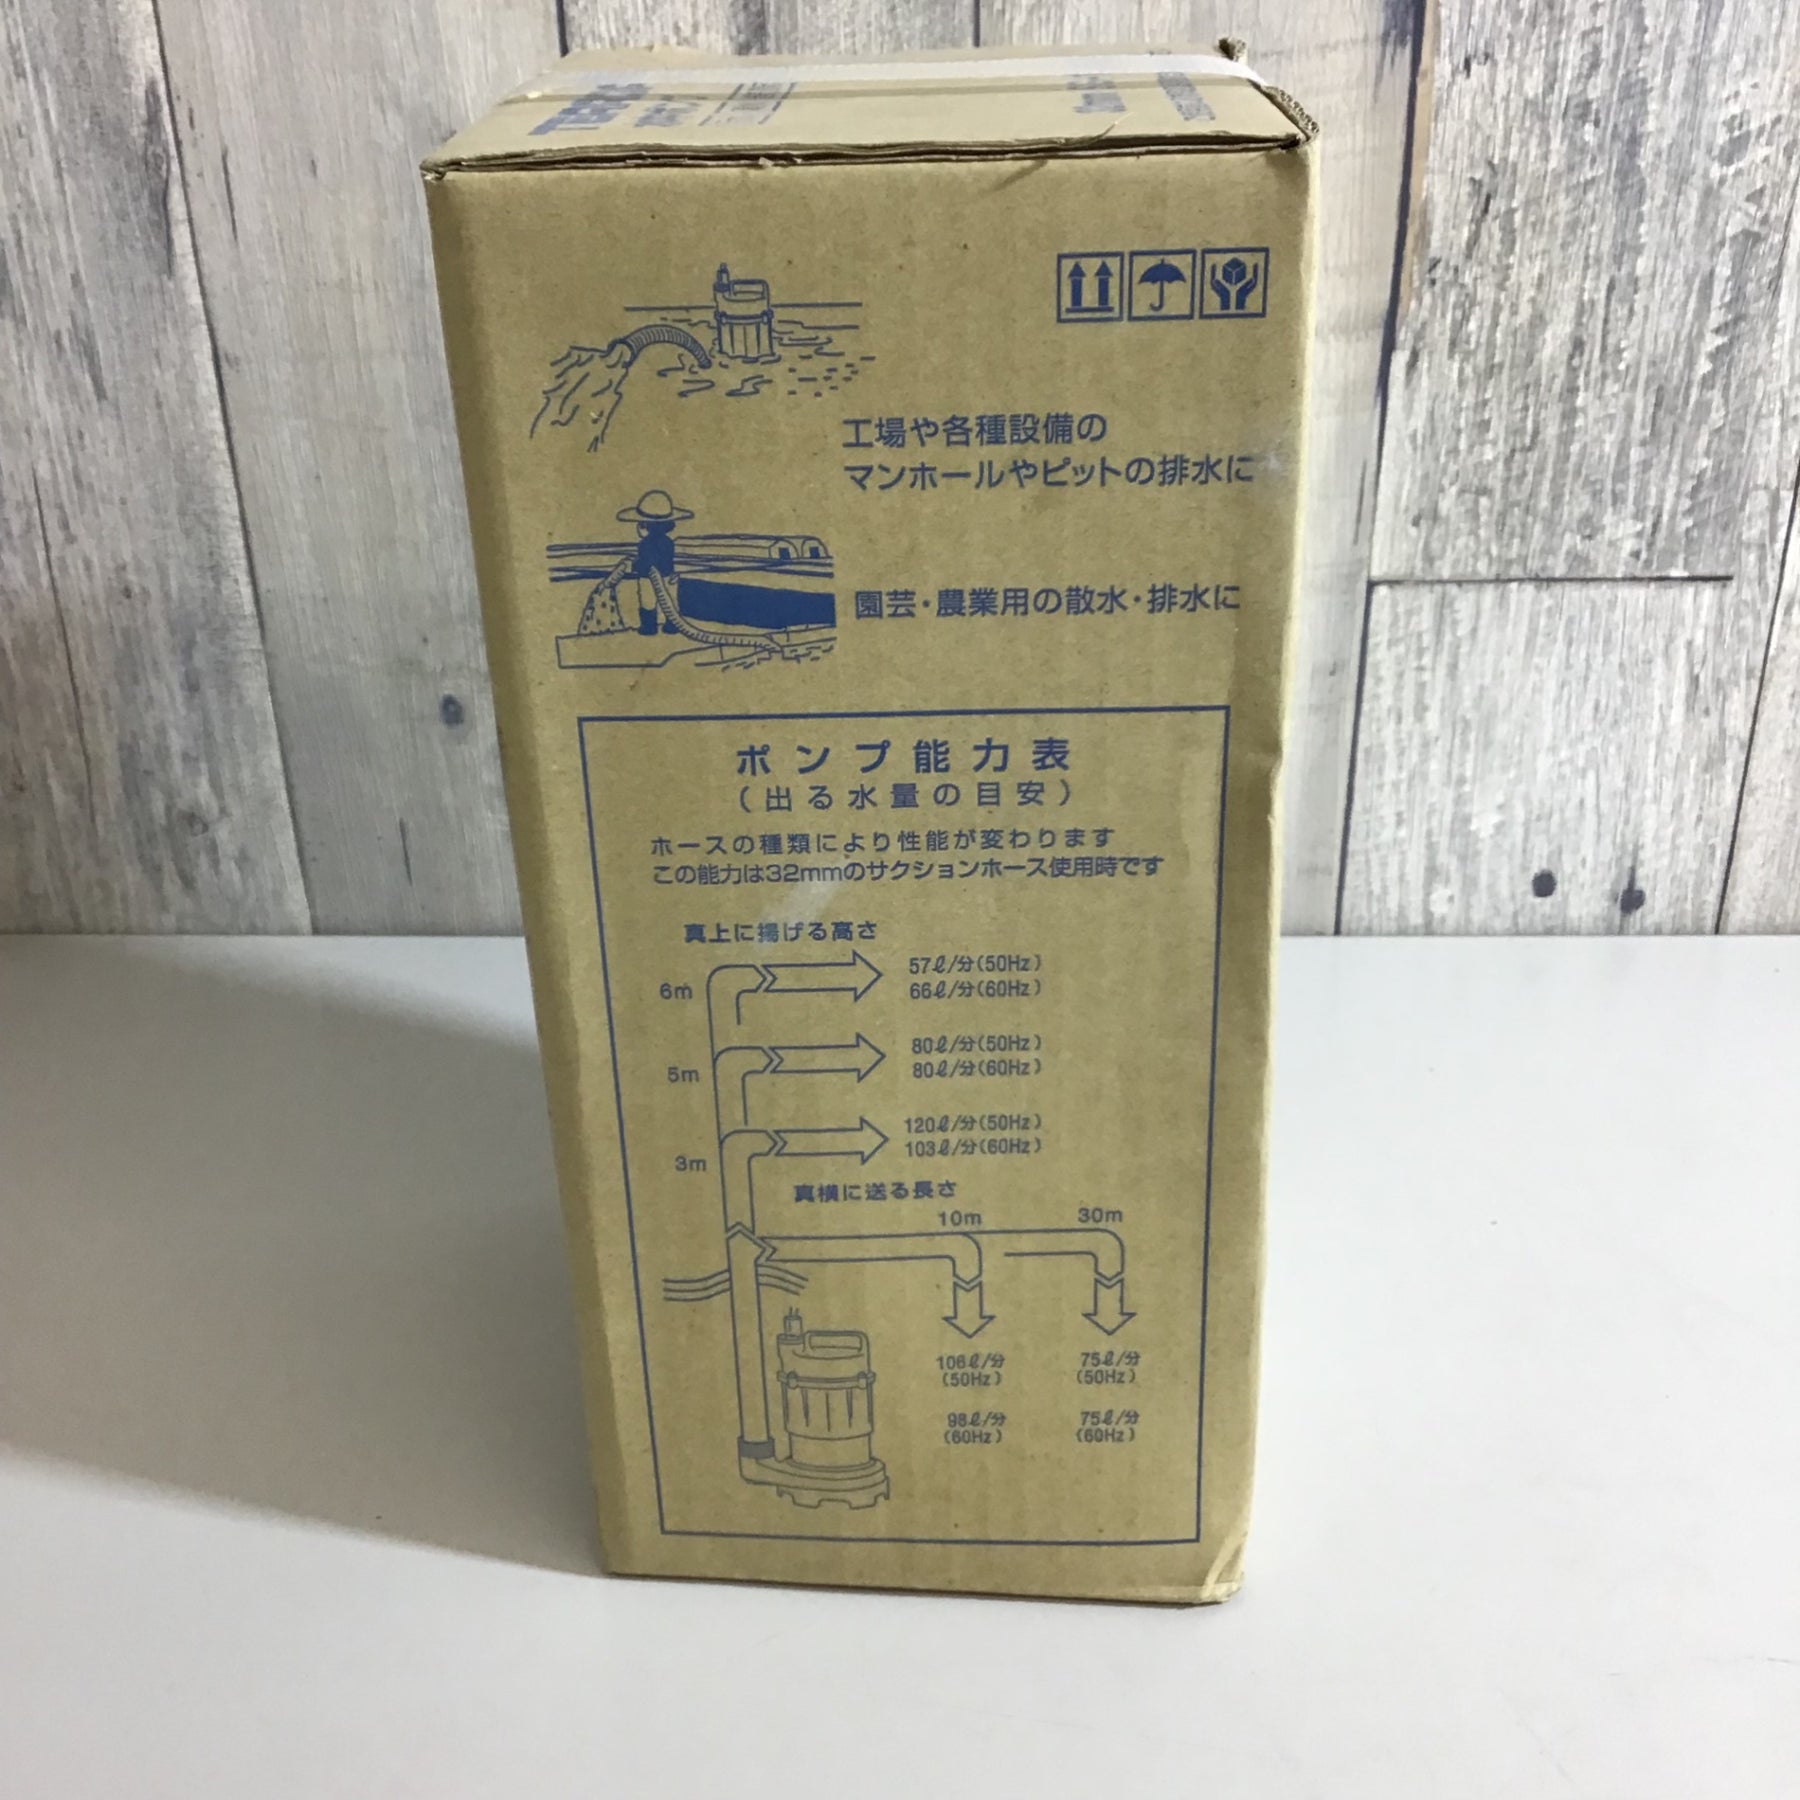 工場や各種設備の
マンホールやピットの排水に
園芸・農業用の散水・排水に
ポンプ能力表
(出る水量の目安)
ホースの種類により性能が変わります
この能力は32mmのサクションホース使用時です
真上に揚げる高さ
6m
57ℓ/分(50Hz)
66ℓ/分(60Hz)
5m
80ℓ/分(50Hz)
80ℓ/分(60Hz)
3m
120ℓ/分(50Hz)
103ℓ/分(60Hz)
真横に送る長さ
10m 30m
106ℓ/分 75ℓ/分
(50Hz) (50Hz)
98ℓ/分 75ℓ/分
(60Hz) (60Hz)